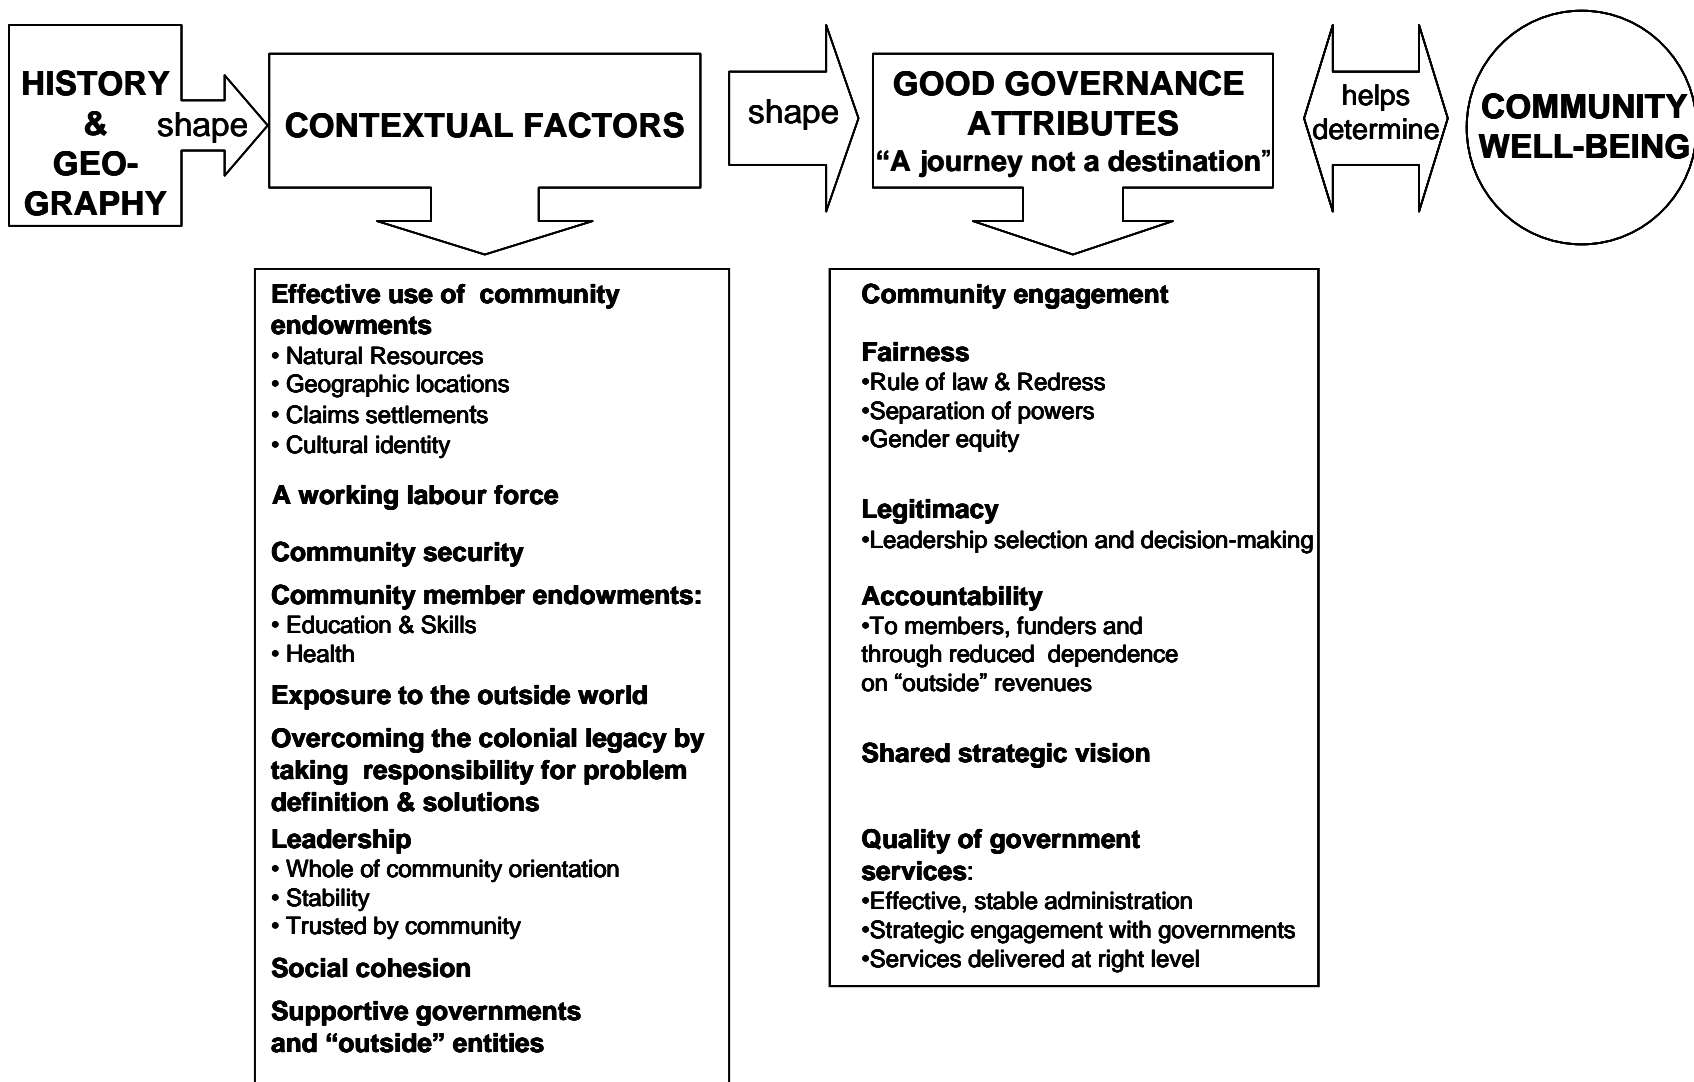 HISTORY
&
GEO-
GRAPHY
shape
CONTEXTUAL FACTORS
shape
GOOD GOVERNANCE
ATTRIBUTES
“A journey not a destination”
helps
determine
COMMUNITY
WELL-BEING
Effective use of community
endowments
• Natural Resources
• Geographic locations
• Claims settlements
• Cultural identity
A working labour force
Community security
Community member endowments:
• Education & Skills
• Health
Exposure to the outside world
Overcoming the colonial legacy by
taking responsibility for problem
definition & solutions
Leadership
• Whole of community orientation
• Stability
• Trusted by community
Social cohesion
Supportive governments
and “outside” entities
Community engagement
Fairness
•Rule of law & Redress
•Separation of powers
•Gender equity
Legitimacy
•Leadership selection and decision-making
Accountability
•To members, funders and
through reduced dependence
on “outside” revenues
Shared strategic vision
Quality of government
services:
•Effective, stable administration
•Strategic engagement with governments
•Services delivered at right level